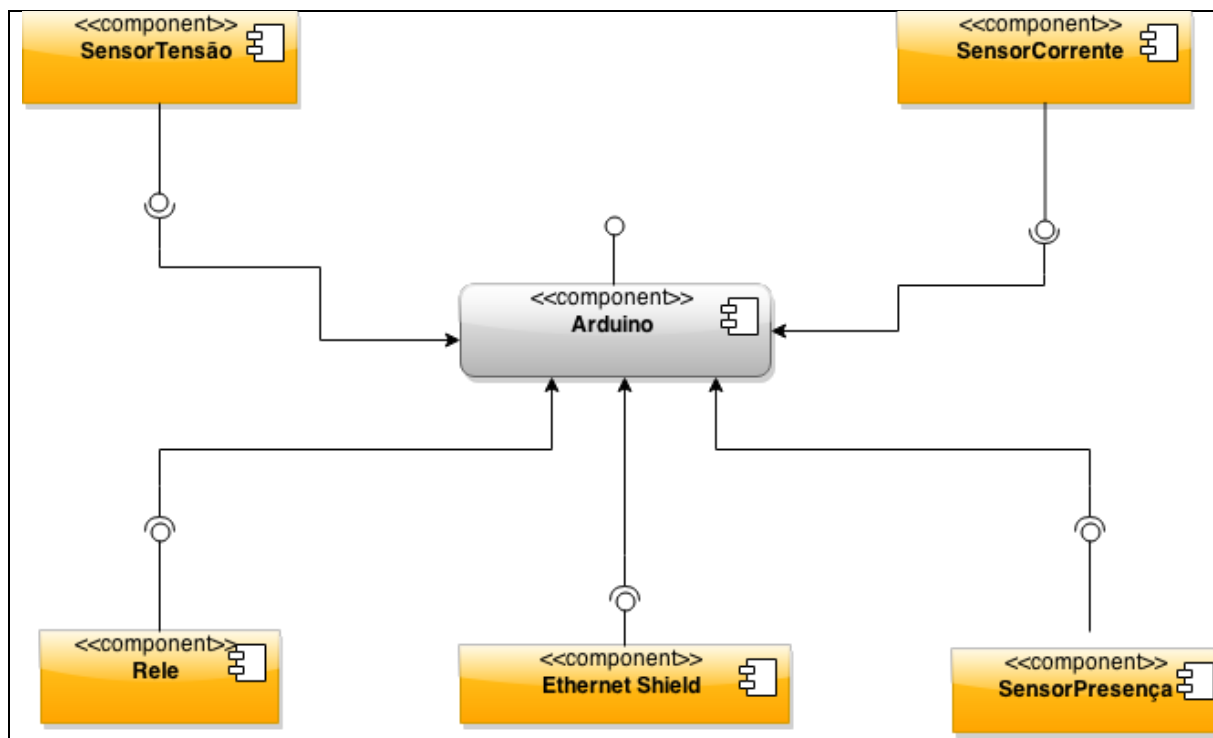 <<component>>
SensorTensão
<<component>>
SensorCorrente
<<component>>
Arduino
<<component>>
Rele
<<component>>
Ethernet Shield
<<component>>
SensorPresença